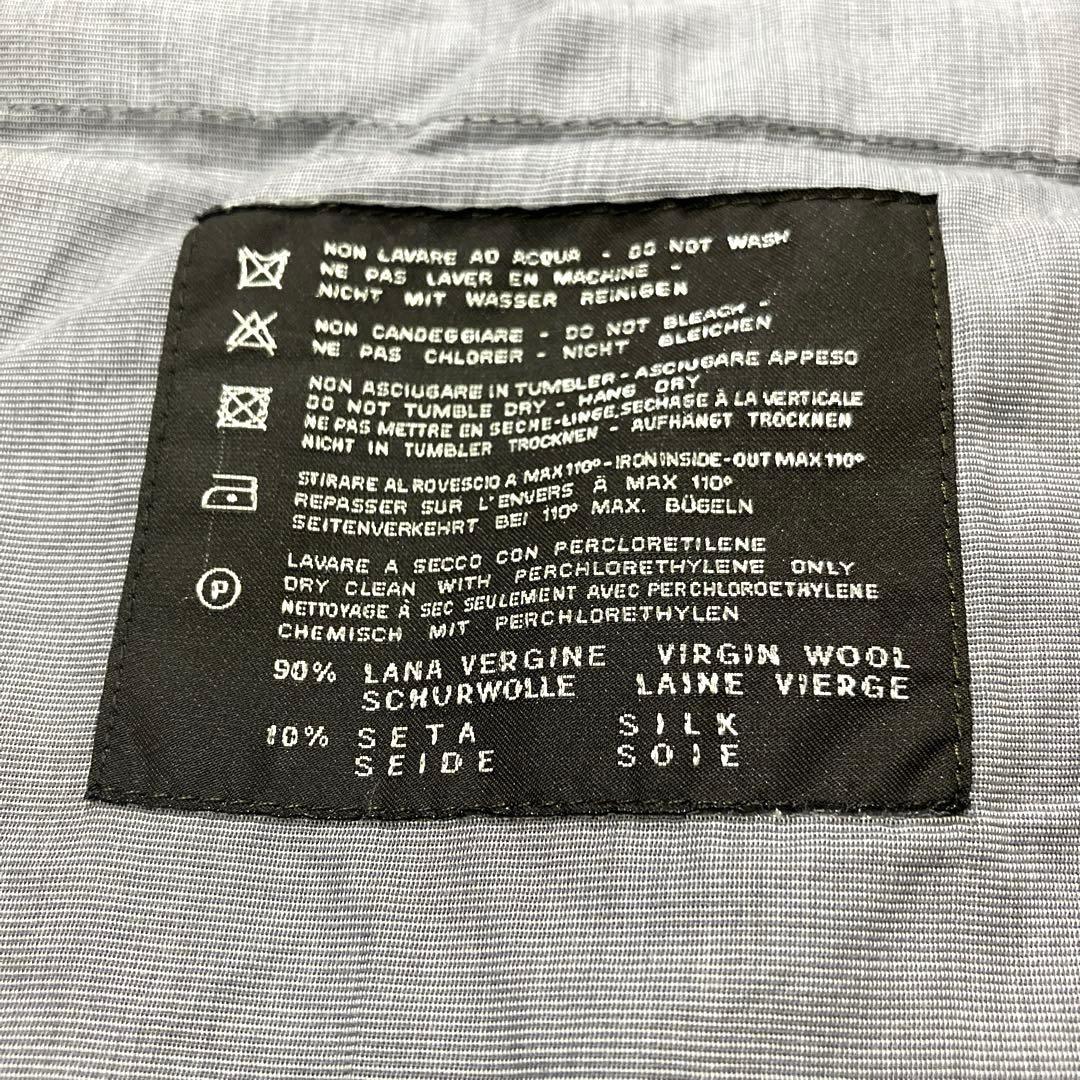 NON LAVARE AD ACQUA - DO NOT WASH
NE PAS LAVER EN MACHINE -
NICHT MIT WASSER REINIGEN
NON CANDEGGIARE - DO NOT BLEACH -
NE PAS CHLORER - NICHT BLEICHEN
NON ASCIUGARE IN TUMBLER - ASCIUGARE APPESO
DO NOT TUMBLE DRY - HANG DRY
NE PAS METTRE EN SECHE-LINGE, SECHAGE À LA VERTICALE
NICHT IN TUMBLER TROCKNEN - AUFHÄNGT TROCKNEN
STIRARE AL ROVESCIO A MAX 110° - IRON INSIDE-OUT MAX 110°
REPASSER SUR L'ENVERS À MAX 110°
SEITENVERKEHRT BEI 110° MAX. BÜGELN
P
LAVARE A SECCO CON PERCLORETILENE
DRY CLEAN WITH PERCHLORETHYLENE ONLY
NETTOYAGE À SEC SEULEMENT AVEC PERCHLOROETHYLENE
CHEMISCH MIT PERCHLORETHYLEN
90% LANA VERGINE VIRGIN WOOL
SCHURWOLLE LAINE VIERGE
10% SETA SILK
SEIDE SOIE